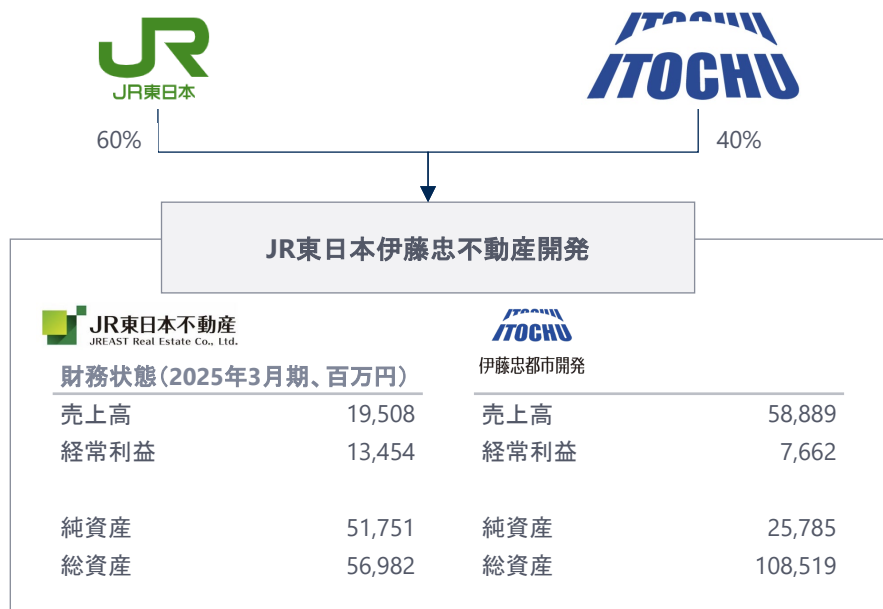 JR
JR東日本
ITOCHU
60%
40%
JR東日本伊藤忠不動産開発
JR東日本不動産
JREAST Real Estate Co., Ltd.
ITOCHU
伊藤忠都市開発
財務状態(2025年3月期、百万円)
売上高 19,508
経常利益 13,454
純資産 51,751
総資産 56,982
売上高 58,889
経常利益 7,662
純資産 25,785
総資産 108,519